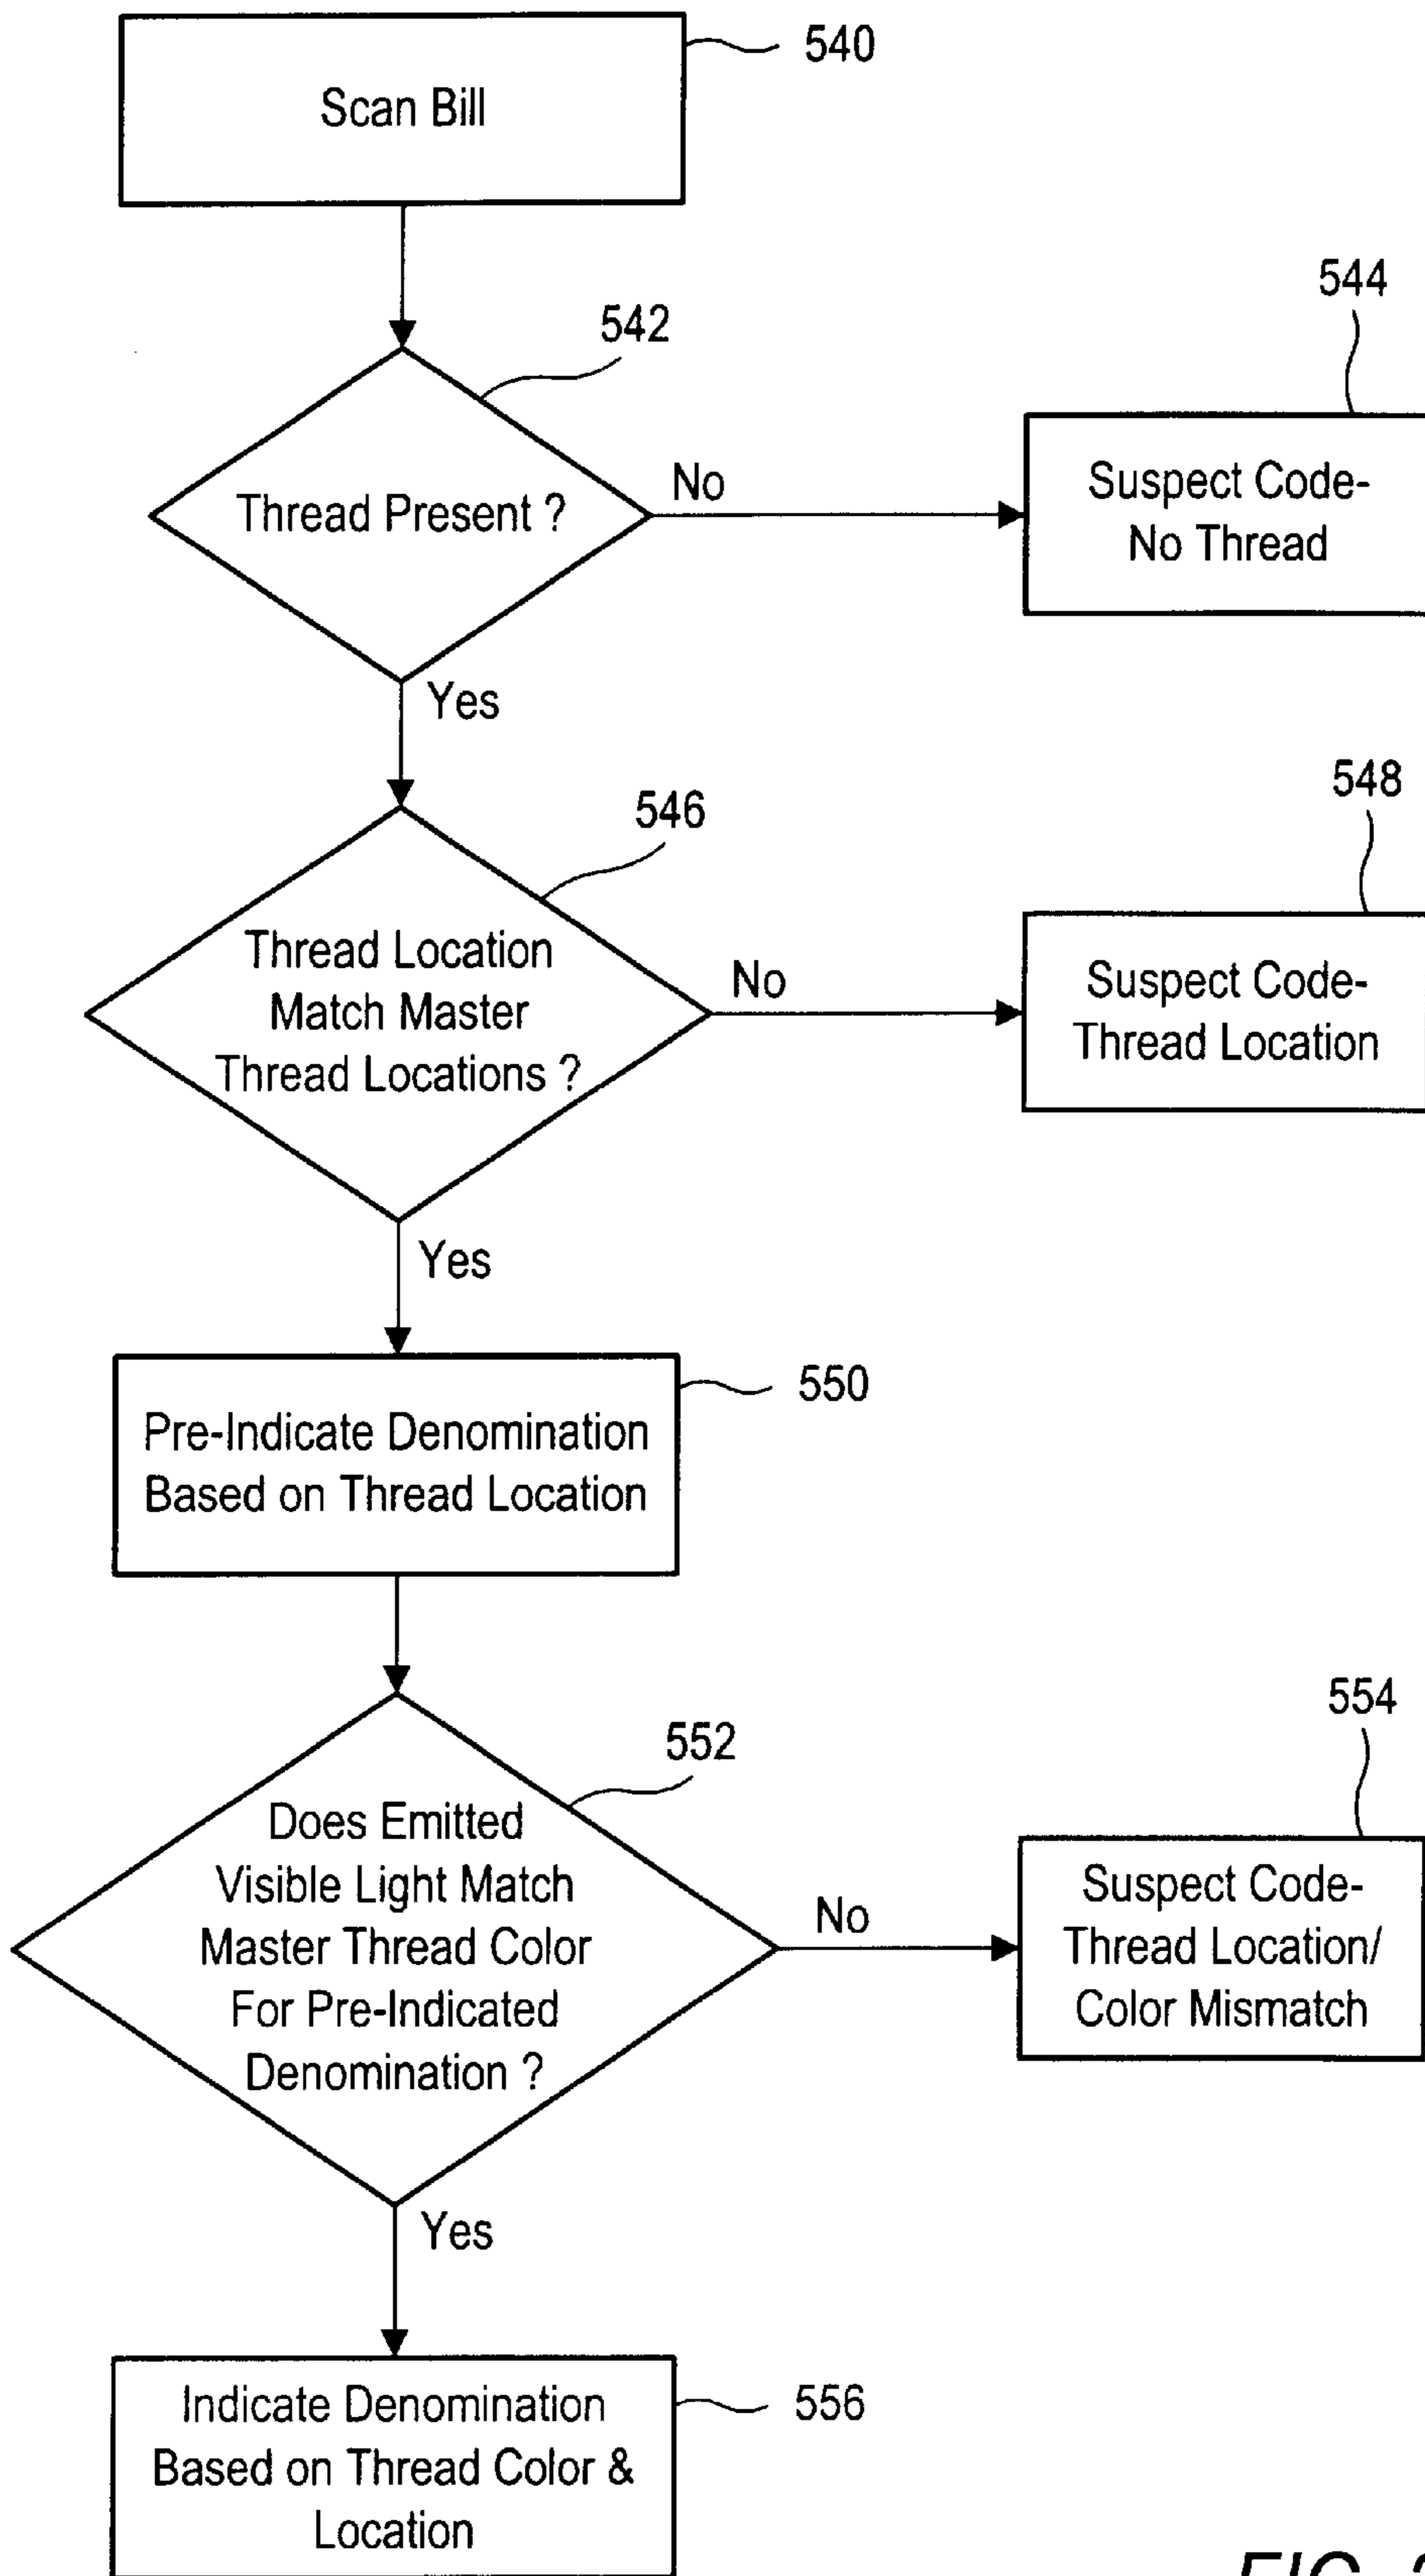 Scan Bill
540
542
Thread Present ?
No
544
Suspect Code-
No Thread
Yes
546
Thread Location
Match Master
Thread Locations ?
No
548
Suspect Code-
Thread Location
Yes
550
Pre-Indicate Denomination
Based on Thread Location
552
Does Emitted
Visible Light Match
Master Thread Color
For Pre-Indicated
Denomination ?
No
554
Suspect Code-
Thread Location/
Color Mismatch
Yes
556
Indicate Denomination
Based on Thread Color &
Location
FIG.